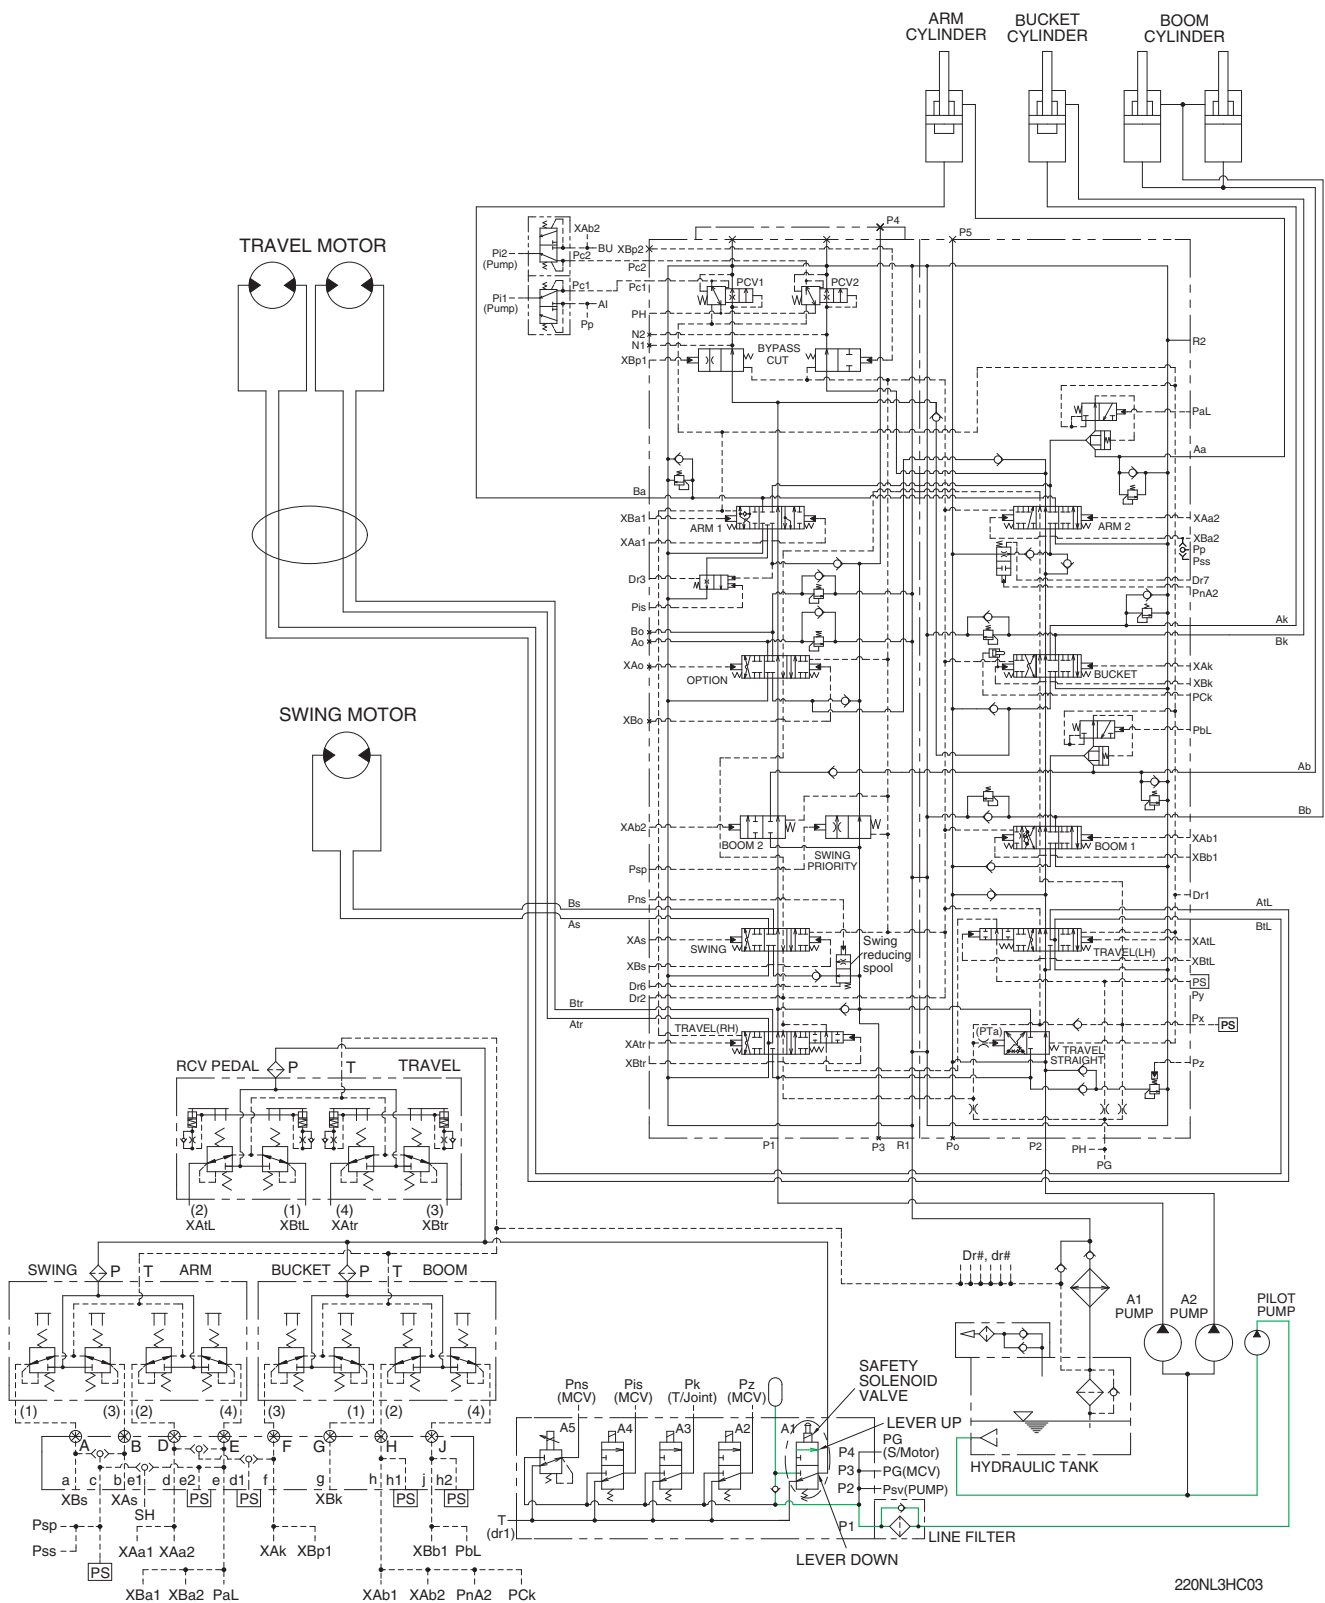 ARM
CYLINDER
BUCKET
CYLINDER
BOOM
CYLINDER
TRAVEL MOTOR
XAb2
BU
XBp2
Pi2
(Pump)
Pc2
Pc2
Pc1
Pc1
Pi1
(Pump)
AI
Pp
P4
P5
PCV1
PCV2
PH
N2
N1
XBp1
BYPASS
CUT
R2
PaL
Aa
Ba
XBa1
ARM 1
XAa1
ARM 2
XAa2
XBa2
Pp
Pss
Dr3
Pis
Dr7
PnA2
Bo
Ao
Ak
Bk
XAo
OPTION
XBo
BUCKET
XAk
XBk
PCk
PbL
SWING MOTOR
Ab
Bb
XAb2
BOOM 2
SWING
PRIORITY
BOOM 1
XAb1
XBb1
Psp
Pns
Dr1
Bs
As
AtL
BtL
XAs
SWING
XBs
Swing
reducing
spool
TRAVEL(LH)
XAtL
XBtL
PS
Dr6
Dr2
Py
Btr
Atr
TRAVEL(RH)
XAtr
XBtr
(PTa)
TRAVEL
STRAIGHT
Px
PS
Pz
P1
P3
R1
Po
P2
PH
PG
RCV PEDAL
P
T
TRAVEL
(2)
XAtL
(1)
XBtL
(4)
XAtr
(3)
XBtr
SWING
P
T
ARM
BUCKET
P
T
BOOM
(1)
(3)
(2)
(4)
(3)
(1)
(2)
(4)
A
B
D
E
F
G
H
J
a
c
b
e1
d
e2
PS
e
d1
PS
f
g
h
h1
PS
j
h2
PS
XBs
XAs
SH
XBk
Psp
Pss
PS
XAa1
XAa2
XAk
XBp1
XBb1
PbL
XBa1
XBa2
PaL
XAb1
XAb2
PnA2
PCk
Dr#, dr#
A1
PUMP
A2
PUMP
PILOT
PUMP
HYDRAULIC TANK
Pns
(MCV)
Pis
(MCV)
Pk
(T/Joint)
Pz
(MCV)
SAFETY
SOLENOID
VALVE
LEVER UP
A5
A4
A3
A2
A1
PG
P4
(S/Motor)
P3
PG(MCV)
P2
Psv(PUMP)
T
(dr1)
P1
LINE FILTER
LEVER DOWN
220NL3HC03